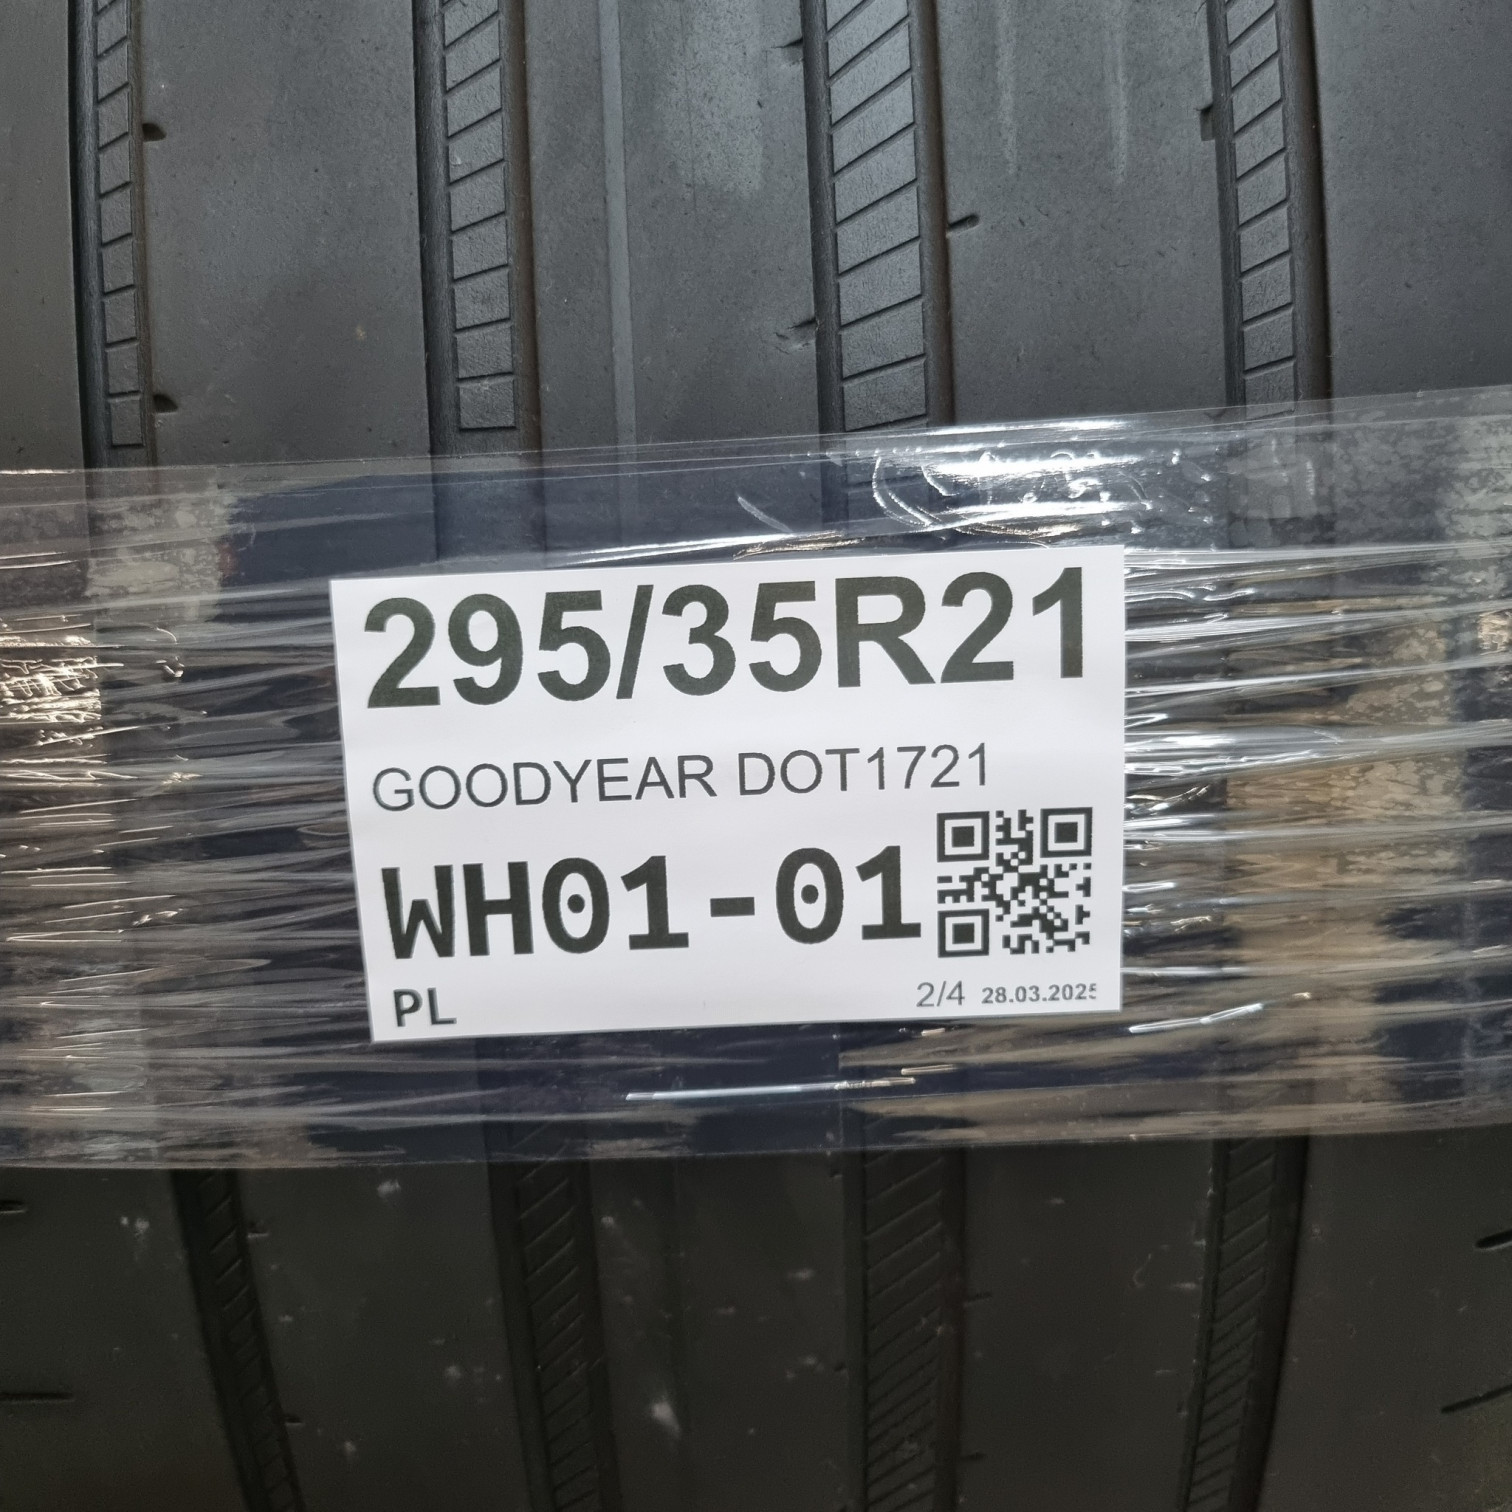 295/35R21
GOODYEAR DOT1721
WH01-01
PL
2/4 28.03.2025